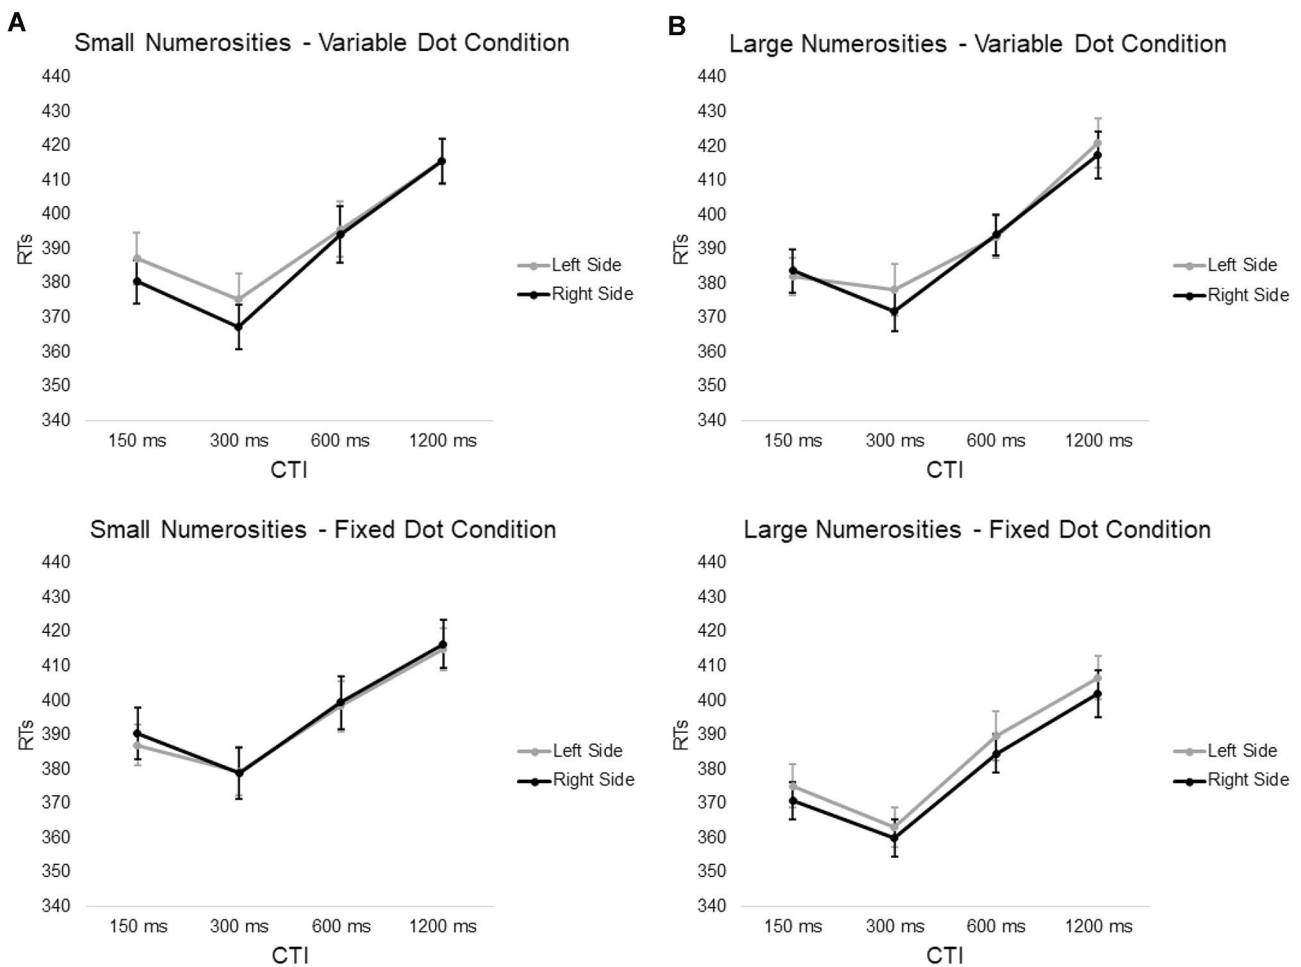 A
Small Numerosities - Variable Dot Condition
440
430
420
410
400
390
380
370
360
350
340
RTs
150 ms 300 ms 600 ms 1200 ms
CTI
Left Side
Right Side
B
Large Numerosities - Variable Dot Condition
440
430
420
410
400
390
380
370
360
350
340
RTs
150 ms 300 ms 600 ms 1200 ms
CTI
Left Side
Right Side
Small Numerosities - Fixed Dot Condition
440
430
420
410
400
390
380
370
360
350
340
RTs
150 ms 300 ms 600 ms 1200 ms
CTI
Left Side
Right Side
Large Numerosities - Fixed Dot Condition
440
430
420
410
400
390
380
370
360
350
340
RTs
150 ms 300 ms 600 ms 1200 ms
CTI
Left Side
Right Side